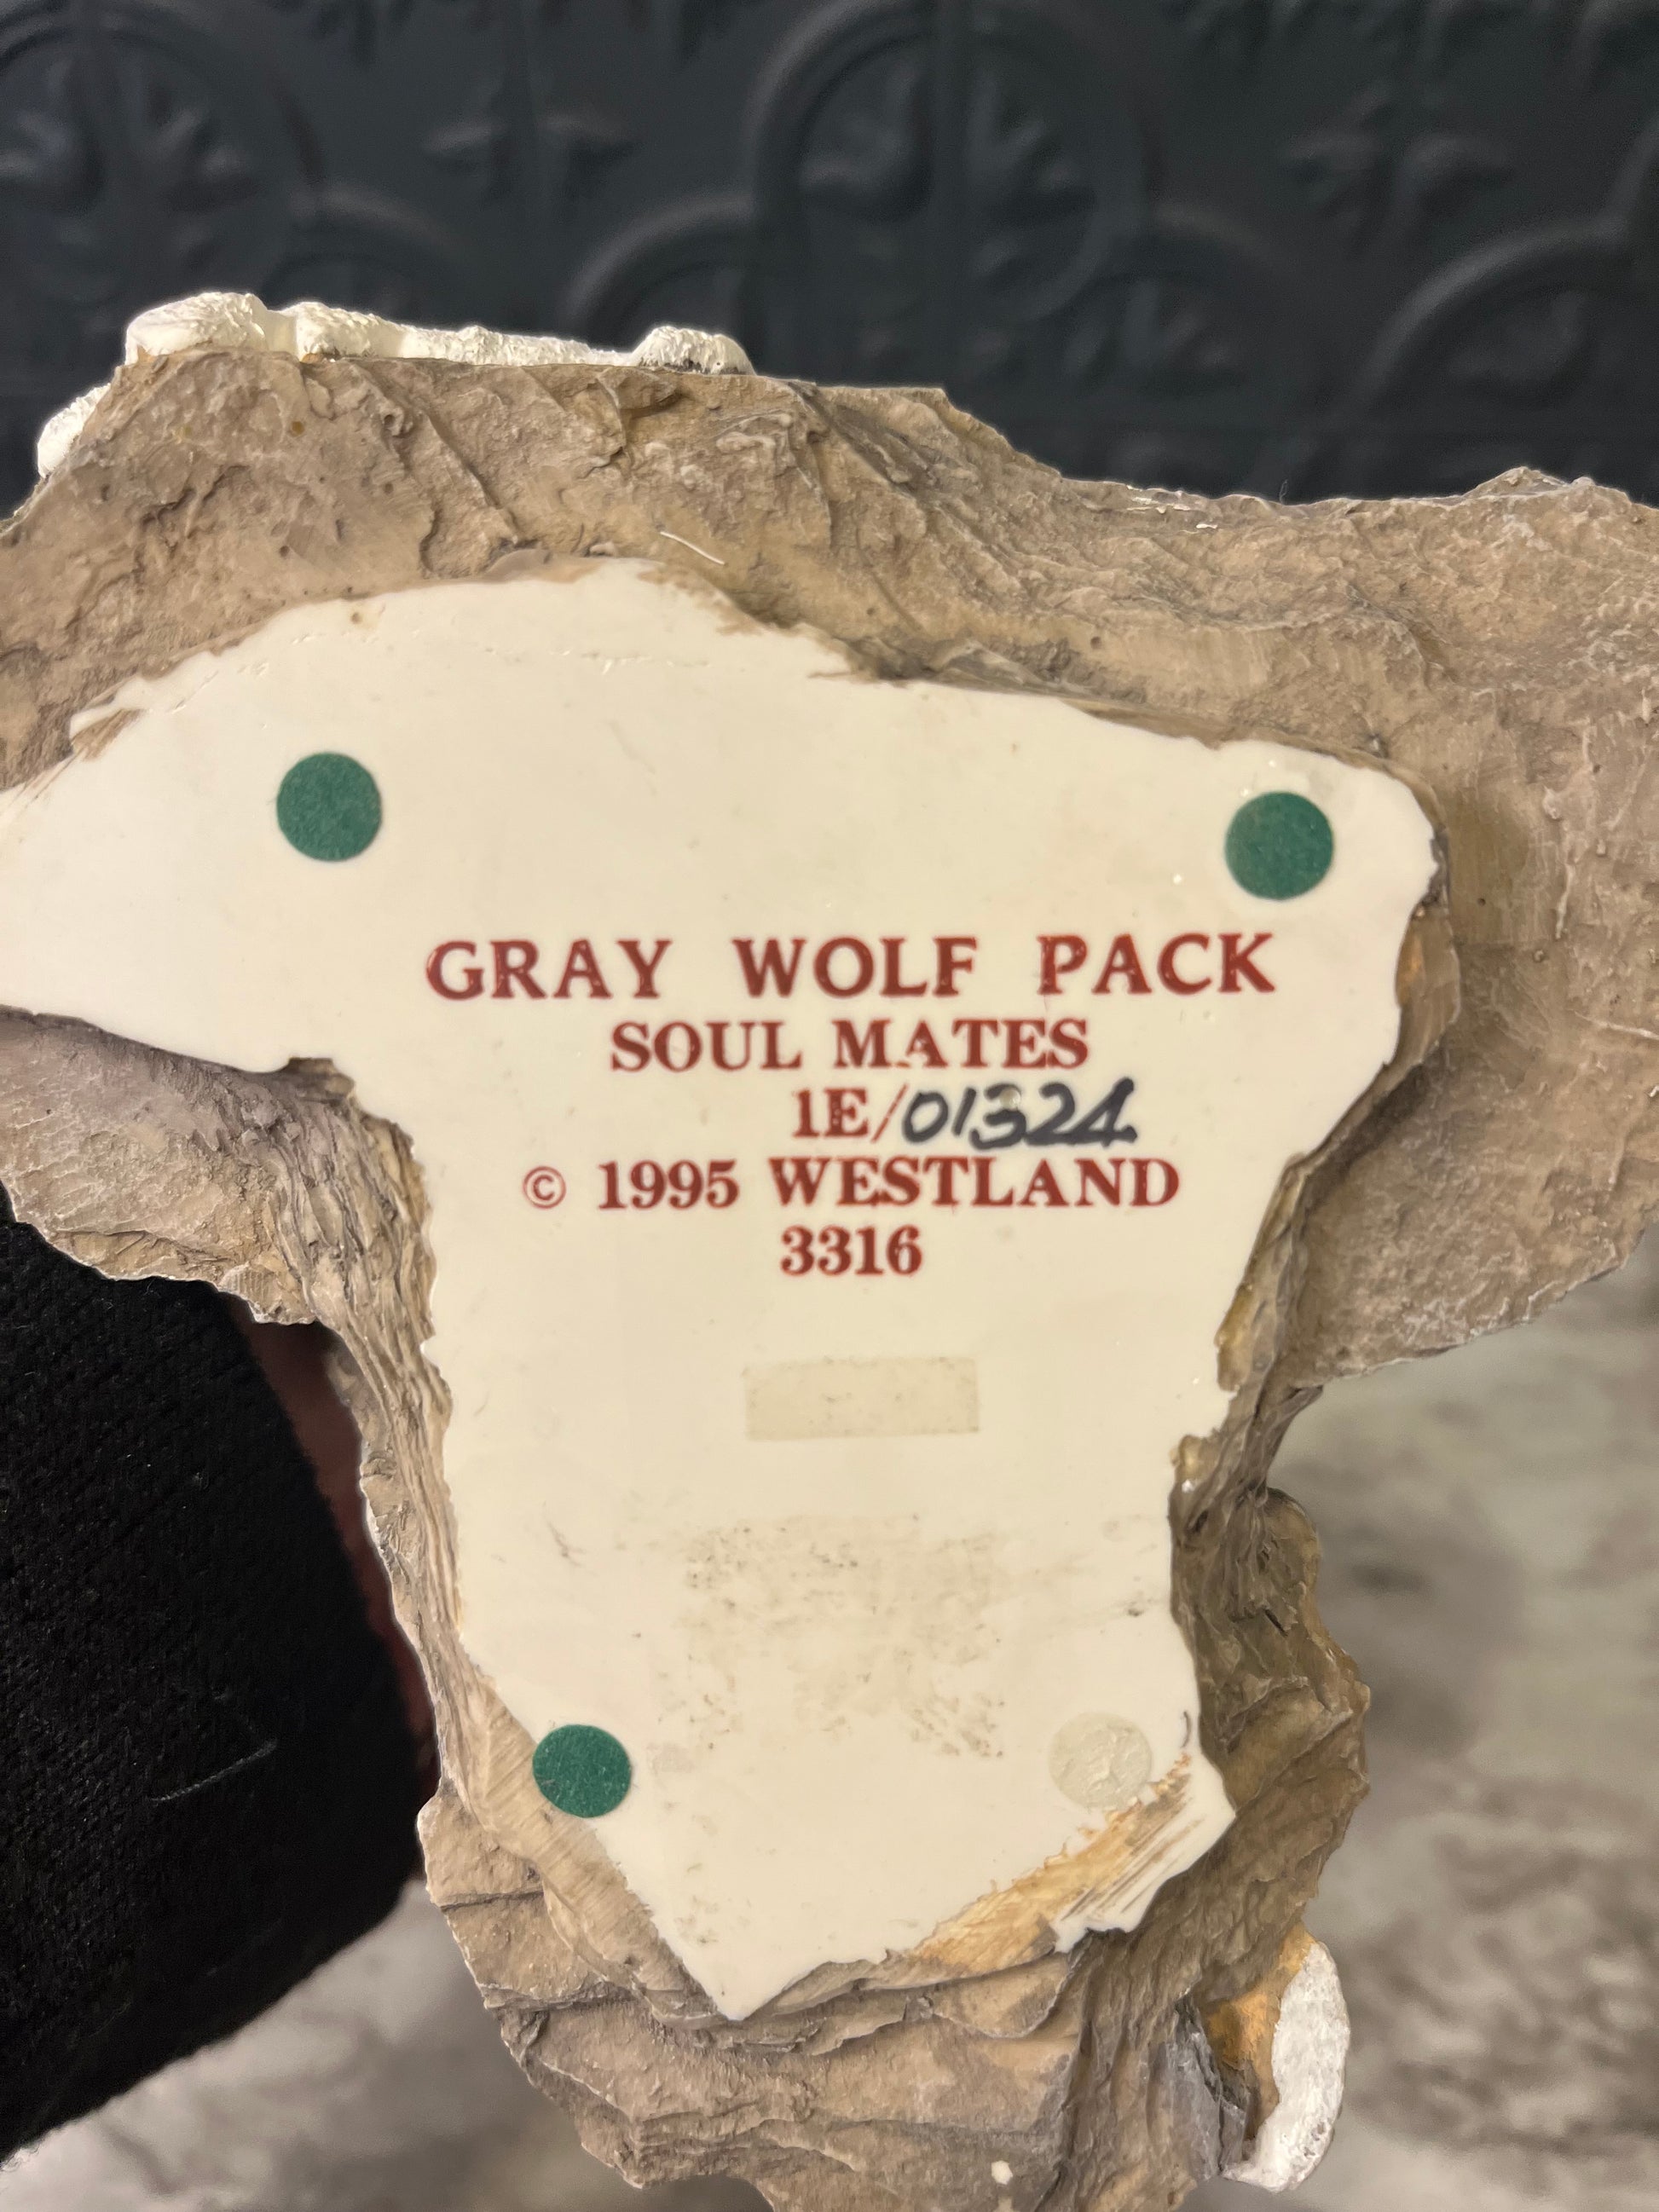 GRAY WOLF PACK
SOUL MATES
1E/01324
© 1995 WESTLAND
3316